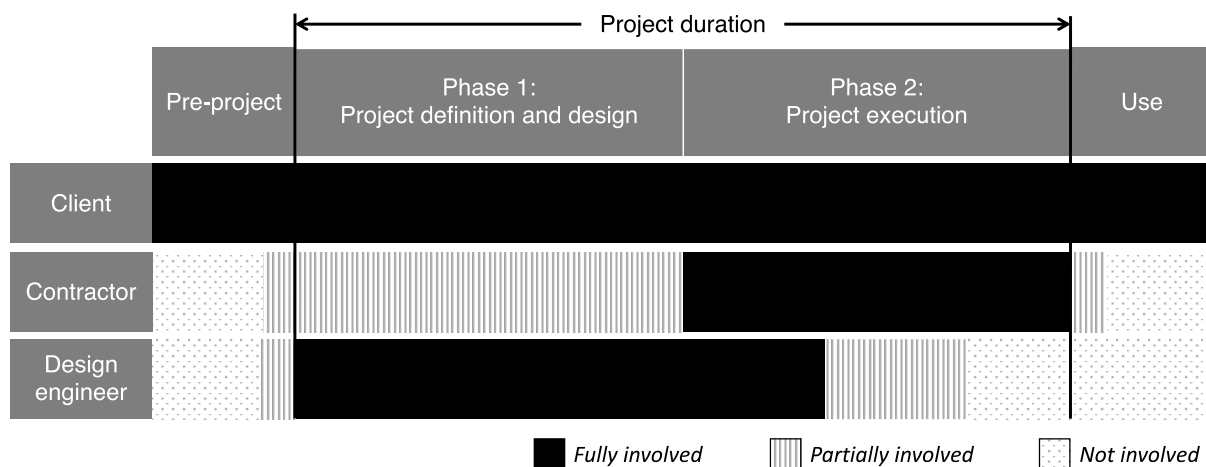 Project duration
Pre-project
Phase 1:
Project definition and design
Phase 2:
Project execution
Use
Client
Contractor
Design
engineer
Fully involved
Partially involved
Not involved